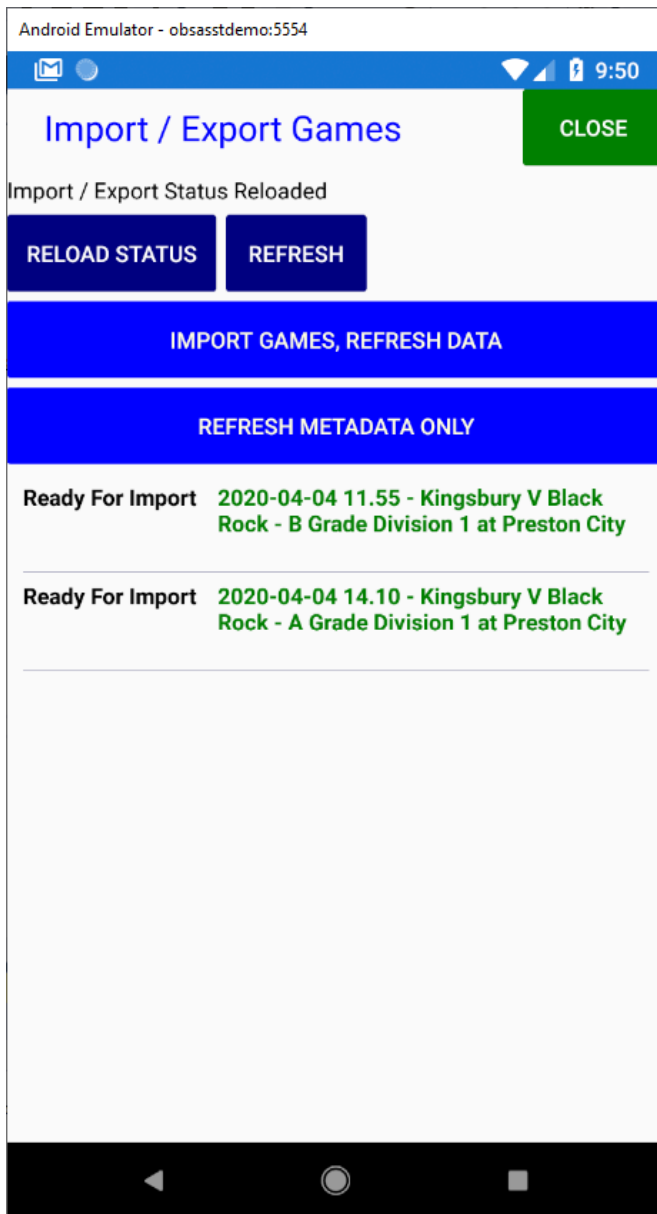 Android Emulator - obsasstdemo:5554
9:50
Import / Export Games
CLOSE
Import / Export Status Reloaded
RELOAD STATUS
REFRESH
IMPORT GAMES, REFRESH DATA
REFRESH METADATA ONLY
Ready For Import
2020-04-04 11.55 - Kingsbury V Black
Rock - B Grade Division 1 at Preston City
Ready For Import
2020-04-04 14.10 - Kingsbury V Black
Rock - A Grade Division 1 at Preston City